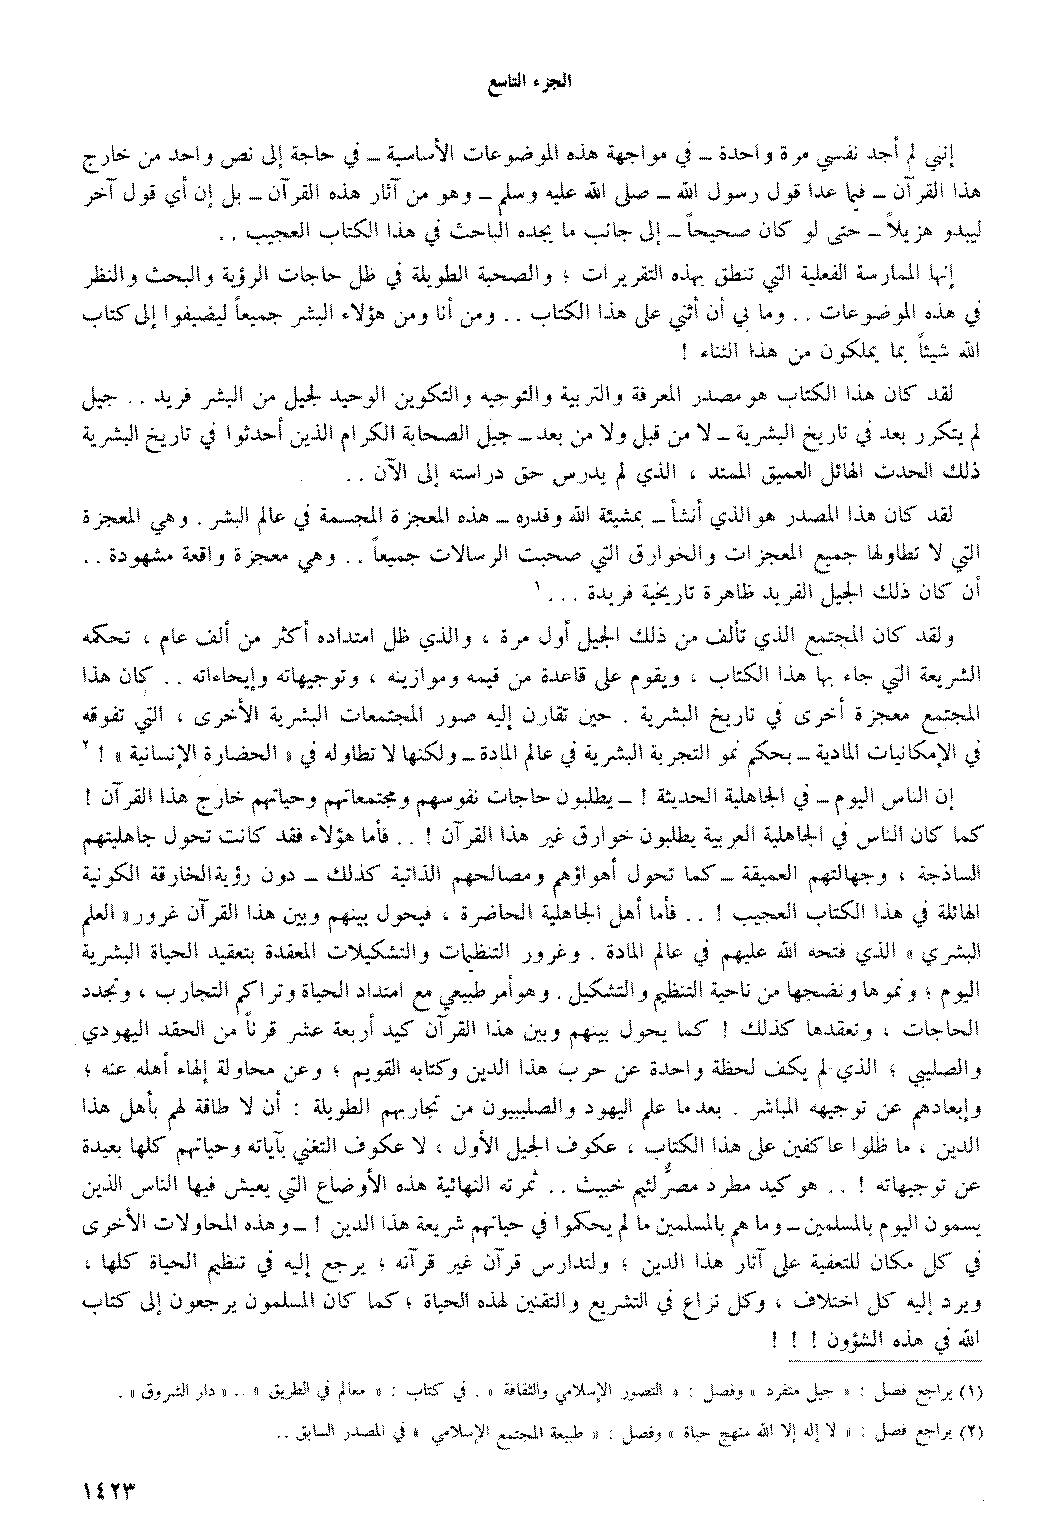 الجزء التاسع
إنني لم أجد نفسي مرة واحدة – في مواجهة هذه الموضوعات الأساسية – في حاجة إلى نص واحد من خارج
هذا القرآن – فيما عدا قول رسول الله – صلى الله عليه وسلم – وهو من آثار هذه القرآن – بل إن أي قول آخر
ليبدو هزيلاً – حتى لو كان صحيحاً – إلى جانب ما يجده الباحث في هذا الكتاب العجيب ..
إنها الممارسة الفعلية التي تنطق بهذه التقريرات ؛ والصحبة الطويلة في ظل حاجات الرؤية والبحث والنظر
في هذه الموضوعات .. وما بي أن أثني على هذا الكتاب .. ومن أنا ومن هؤلاء البشر جميعاً ليضيفوا إلى كتاب
الله شيئاً بما يملكون من هذا الثناء !
لقد كان هذا الكتاب هو مصدر المعرفة والتربية والتوجيه والتكوين الوحيد لجيل من البشر فريد .. جيل
لم يتكرر بعد في تاريخ البشرية – لا من قبل ولا من بعد – جيل الصحابة الكرام الذين أحدثوا في تاريخ البشرية
ذلك الحدث الهائل العميق الممتد ، الذي لم يدرس حق دراسته إلى الآن ..
لقد كان هذا المصدر هو الذي أنشأ – بمشيئة الله وقدره – هذه المعجزة المجسمة في عالم البشر . وهي المعجزة
التي لا تطاولها جميع المعجزات والخوارق التي صحبت الرسالات جميعاً .. وهي معجزة واقعة مشهودة ..
أن كان ذلك الجيل الفريد ظاهرة تاريخية فريدة ... ١
ولقد كان المجتمع الذي تألف من ذلك الجيل أول مرة ، والذي ظل امتداده أكثر من ألف عام ، تحكمه
الشريعة التي جاء بها هذا الكتاب ، ويقوم على قاعدة من قيمه وموازينه ، وتوجيهاته وإيحاءاته .. كان هذا
المجتمع معجزة أخرى في تاريخ البشرية . حين تقارن إليه صور المجتمعات البشرية الأخرى ، التي تفوقه
في الإمكانيات المادية – بحكم نمو التجربة البشرية في عالم المادة – ولكنها لا تطاوله في « الحضارة الإنسانية » ! ٢
إن الناس اليوم – في الجاهلية الحديثة ! – يطلبون حاجات نفوسهم ومجتمعاتهم وحياتهم خارج هذا القرآن !
كما كان الناس في الجاهلية العربية يطلبون خوارق غير هذا القرآن ! .. فأما هؤلاء فقد كانت تحول جاهليتهم
الساذجة ، وجهالتهم العميقة – كما تحول أهواؤهم ومصالحهم الذاتية كذلك – دون رؤية الخارقة الكونية
الهائلة في هذا الكتاب العجيب ! .. فأما أهل الجاهلية الحاضرة ، فيحول بينهم وبين هذا القرآن غرور « العلم
البشري » الذي فتحه الله عليهم في عالم المادة . وغرور التنظيمات والتشكيلات المعقدة بتعقيد الحياة البشرية
اليوم ؛ ونموها ونضجها من ناحية التنظيم والتشكيل . وهو أمر طبيعي مع امتداد الحياة وتراكم التجارب ، وتجدد
الحاجات ، وتعقدها كذلك ! كما يحول بينهم وبين هذا القرآن كيد أربعة عشر قرناً من الحقد اليهودي
والصليبي ؛ الذي لم يكف لحظة واحدة عن حرب هذا الدين وكتابه القويم ؛ وعن محاولة إلهاء أهله عنه ؛
وإبعادهم عن توجيهه المباشر . بعدما علم اليهود والصليبيون من تجاربهم الطويلة : أن لا طاقة لهم بأهل هذا
الدين ، ما ظلوا عاكفين على هذا الكتاب ، عكوف الجيل الأول ، لا عكوف التغني بآياته وحياتهم كلها بعيدة
عن توجيهاته ! .. هو كيد مطرد مصرٌّ لئيم خبيث .. ثمرته النهائية هذه الأوضاع التي يعيش فيها الناس الذين
يسمون اليوم بالمسلمين – وما هم بالمسلمين ما لم يحكموا في حياتهم شريعة هذا الدين ! – وهذه المحاولات الأخرى
في كل مكان للتعفية على آثار هذا الدين ؛ ولتدارس قرآن غير قرآنه ؛ يرجع إليه في تنظيم الحياة كلها ،
ويرد إليه كل اختلاف ، وكل نزاع في التشريع والتقنين لهذه الحياة ؛ كما كان المسلمون يرجعون إلى كتاب
الله في هذه الشؤون ! ! !
(١) يراجع فصل : « جيل متفرد » وفصل : « التصور الإسلامي والثقافة » . في كتاب : « معالم في الطريق » .. « دار الشروق » .
(٢) يراجع فصل : « لا إله إلا الله منهج حياة » وفصل : « طبيعة المجتمع الإسلامي » في المصدر السابق ..
١٤٢٣